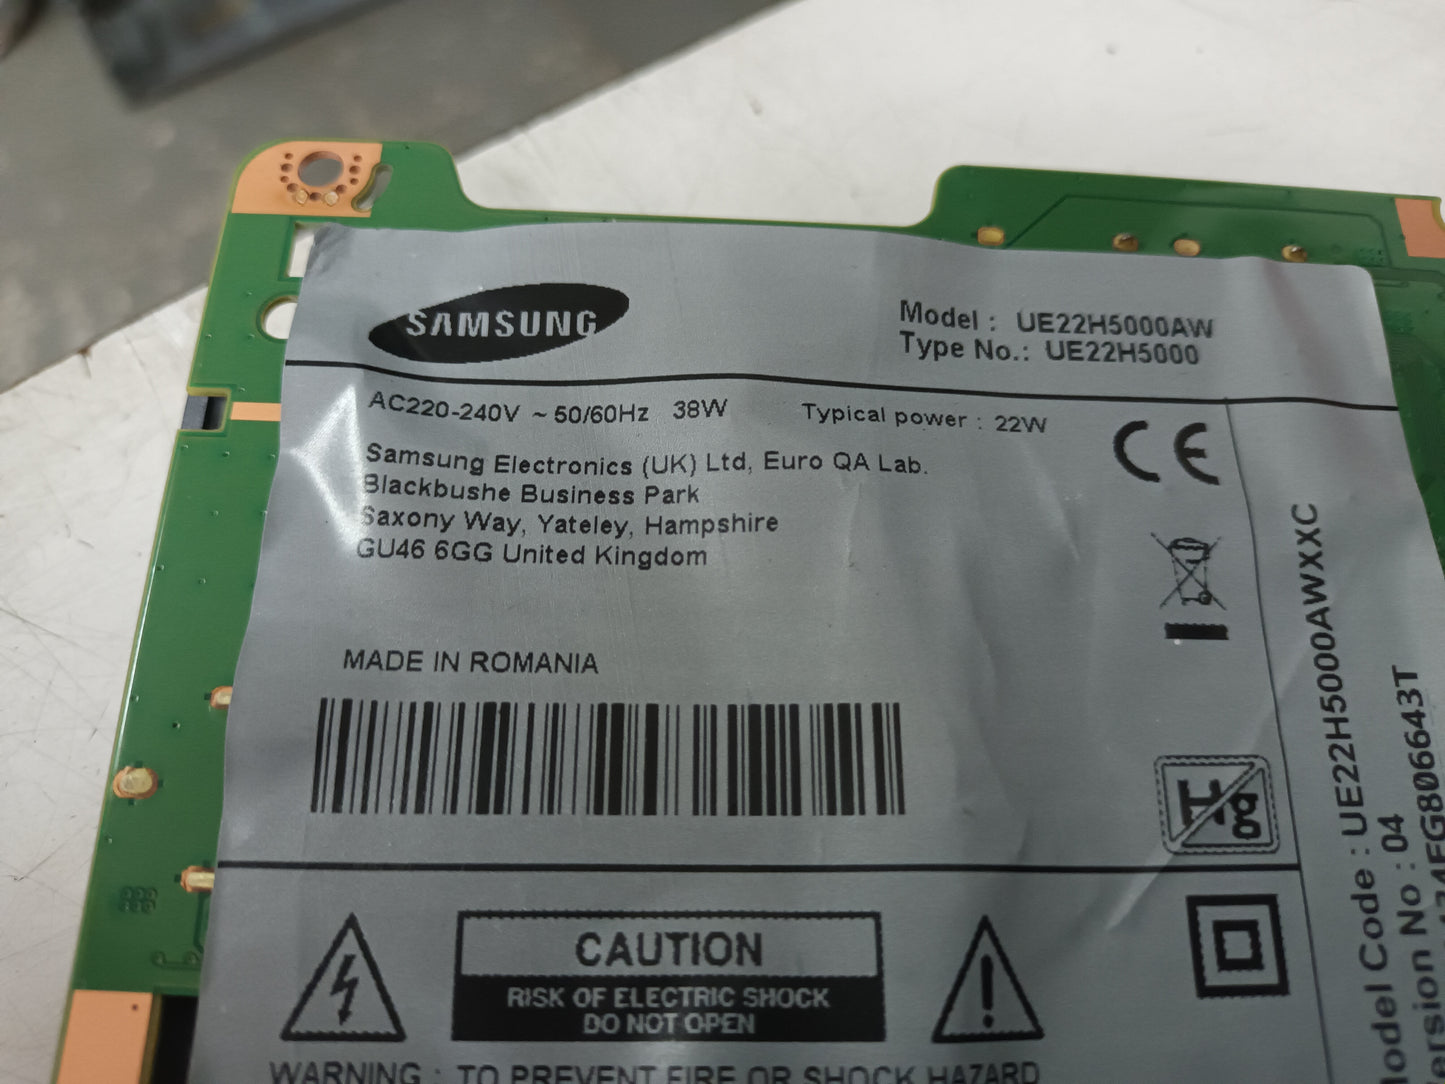 SAMSUNG
Model : UE22H5000AW
Type No.: UE22H5000
AC220-240V ~ 50/60Hz 38W
Typical power : 22W
Samsung Electronics (UK) Ltd, Euro QA Lab.
Blackbushe Business Park
Saxony Way, Yateley, Hampshire
GU46 6GG United Kingdom
CE
MADE IN ROMANIA
Hg
CAUTION
RISK OF ELECTRIC SHOCK
DO NOT OPEN
WARNING : TO PREVENT FIRE OR SHOCK HAZARD
Model Code : UE22H5000AWXXC
Version No : 04